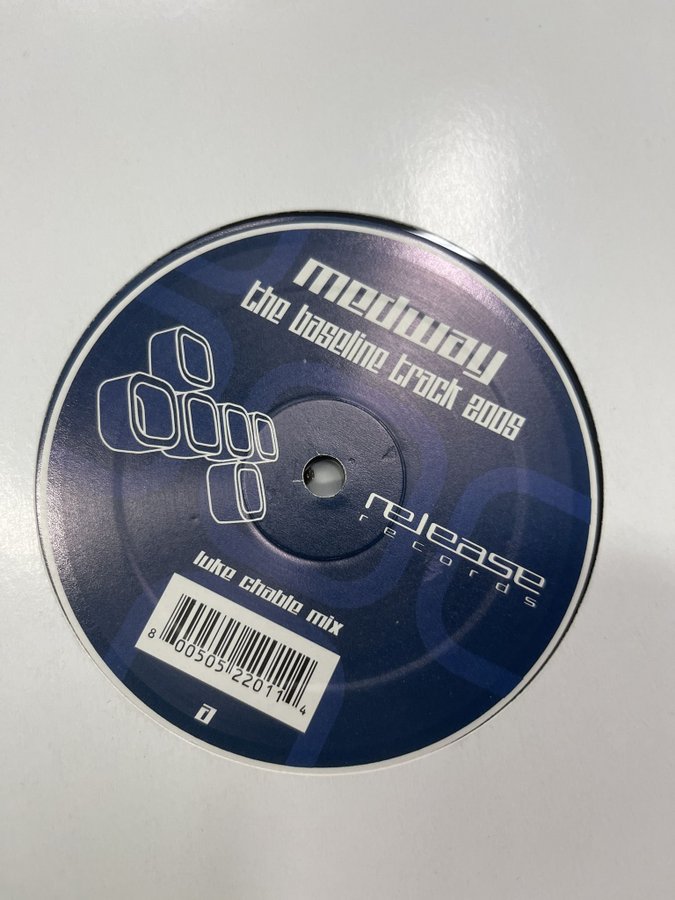 medway
the baseline track 2005
release
records
luke chable mix
8 00505 22011 4
a